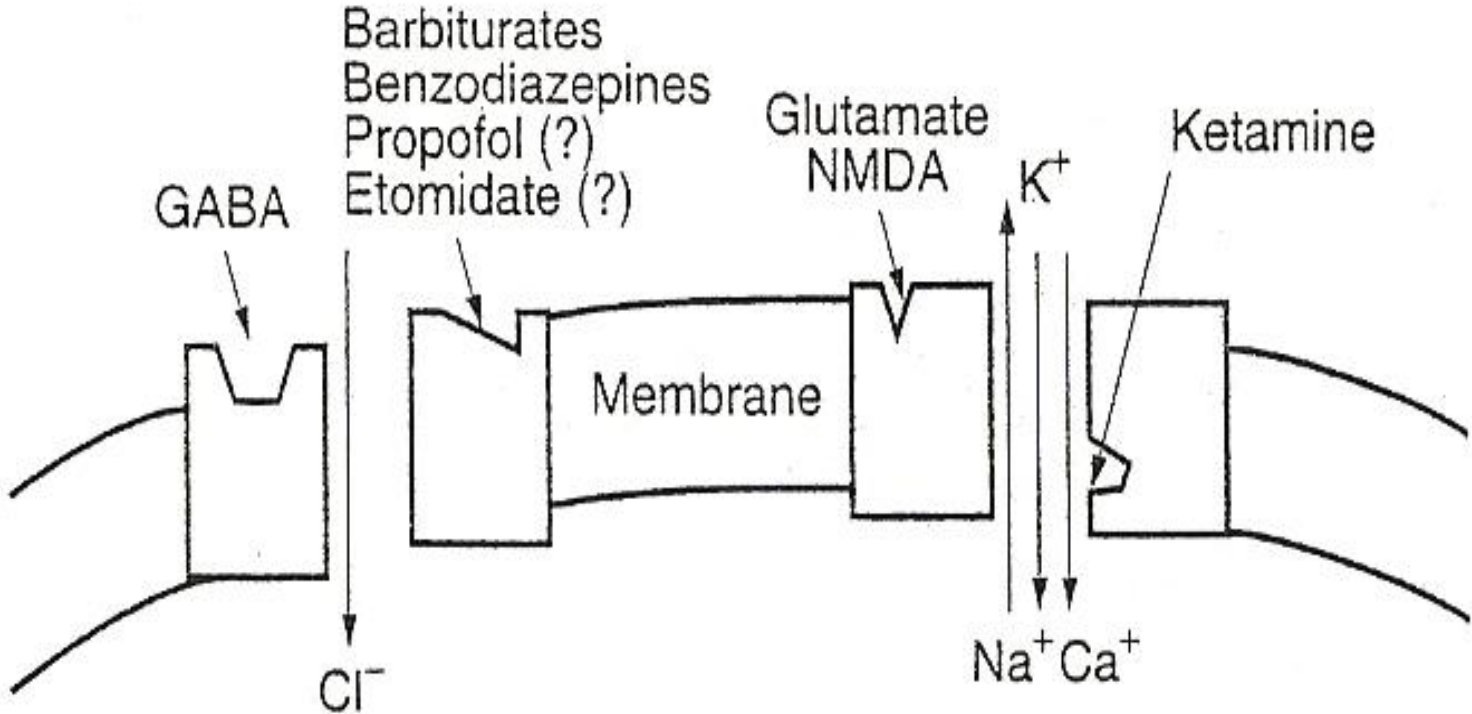 Barbiturates
Benzodiazepines
Propofol (?)
Etomidate (?)
GABA
Glutamate
NMDA
Ketamine
K⁺
Membrane
Cl⁻
Na⁺ Ca⁺